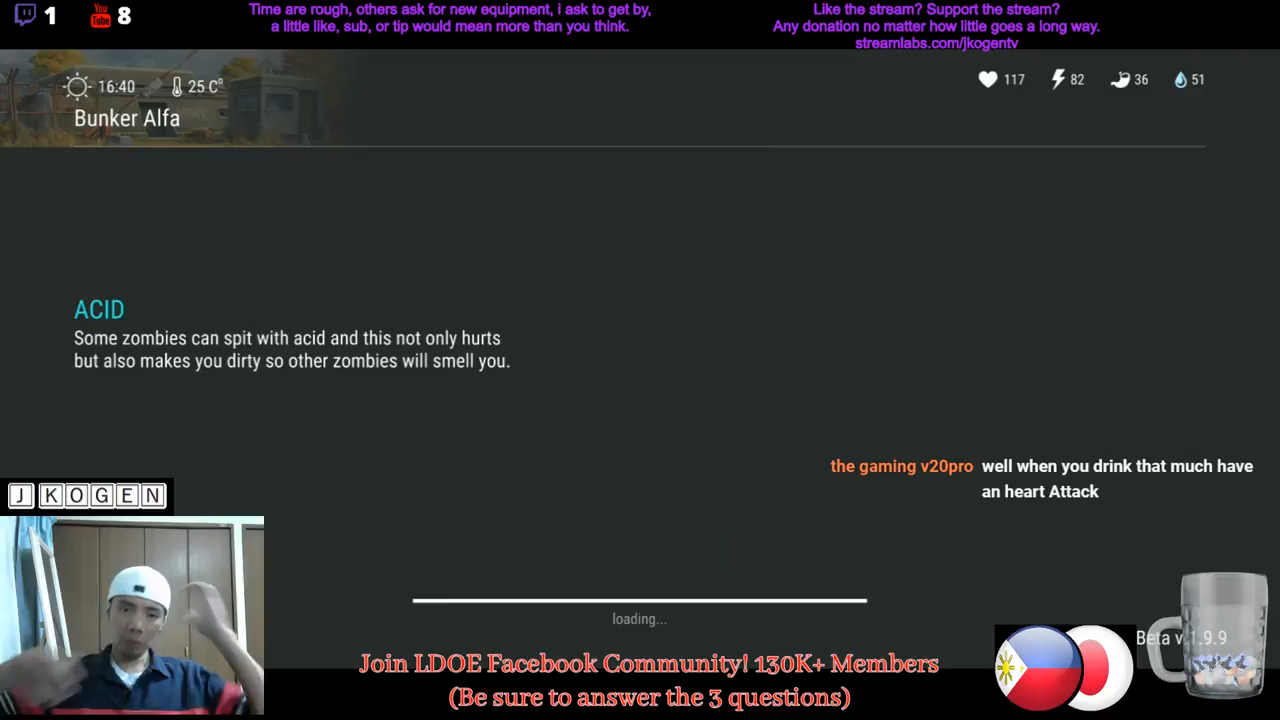 1
You Tube 8
Time are rough, others ask for new equipment, i ask to get by,
a little like, sub, or tip would mean more than you think.
Like the stream? Support the stream?
Any donation no matter how little goes a long way.
streamlabs.com/jkogentv
16:40 25 C°
Bunker Alfa
117 82 36 51
ACID
Some zombies can spit with acid and this not only hurts
but also makes you dirty so other zombies will smell you.
the gaming v20pro well when you drink that much have
an heart Attack
J KOGEN
loading...
Beta v.1.9.9
Join LDOE Facebook Community! 130K+ Members
(Be sure to answer the 3 questions)